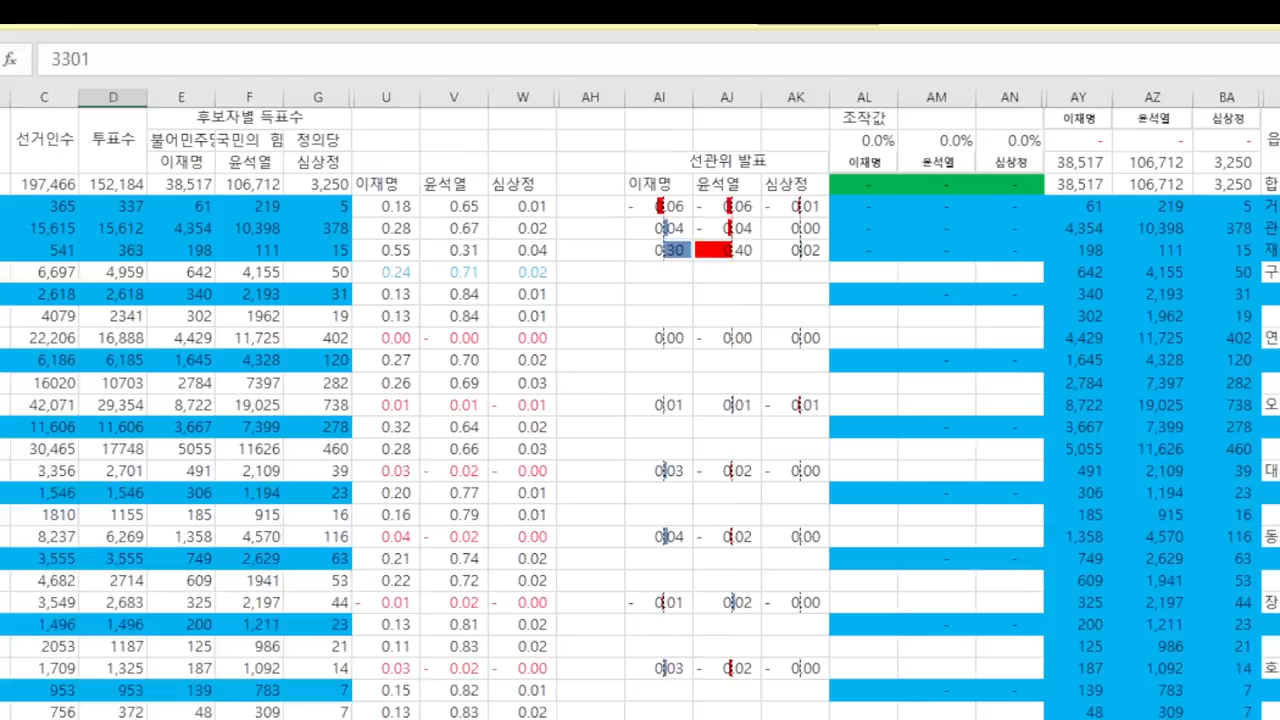 fx 3301
C D E F G U V W AH AI AJ AK AL AM AN AY AZ BA
후보자별 득표수 조작값 이재명 윤석열 심상정
선거인수 투표수 불어민주당 국민의 힘 정의당 0.0% 0.0% 0.0% - - - 읍
이재명 윤석열 심상정 선관위 발표 이재명 윤석열 심상정 38,517 106,712 3,250
197,466 152,184 38,517 106,712 3,250 이재명 윤석열 심상정 이재명 윤석열 심상정 - - - 38,517 106,712 3,250 합
365 337 61 219 5 0.18 0.65 0.01 - 0.06 - 0.06 - 0.01 - - - 61 219 5 거
15,615 15,612 4,354 10,398 378 0.28 0.67 0.02 0.04 - 0.04 0.00 - - - 4,354 10,398 378 관
541 363 198 111 15 0.55 0.31 0.04 0.30 0.40 0.02 - - - 198 111 15 재
6,697 4,959 642 4,155 50 0.24 0.71 0.02 642 4,155 50 구
2,618 2,618 340 2,193 31 0.13 0.84 0.01 - - 340 2,193 31
4079 2341 302 1962 19 0.13 0.84 0.01 302 1,962 19
22,206 16,888 4,429 11,725 402 0.00 - 0.00 0.00 0.00 - 0.00 0.00 4,429 11,725 402 연
6,186 6,185 1,645 4,328 120 0.27 0.70 0.02 - - 1,645 4,328 120
16020 10703 2784 7397 282 0.26 0.69 0.03 2,784 7,397 282
42,071 29,354 8,722 19,025 738 0.01 0.01 - 0.01 0.01 0.01 - 0.01 8,722 19,025 738 오
11,606 11,606 3,667 7,399 278 0.32 0.64 0.02 - - 3,667 7,399 278
30,465 17748 5055 11626 460 0.28 0.66 0.03 5,055 11,626 460
3,356 2,701 491 2,109 39 0.03 - 0.02 - 0.00 0.03 - 0.02 - 0.00 491 2,109 39 대
1,546 1,546 306 1,194 23 0.20 0.77 0.01 - - 306 1,194 23
1810 1155 185 915 16 0.16 0.79 0.01 185 915 16
8,237 6,269 1,358 4,570 116 0.04 - 0.02 0.00 0.04 - 0.02 0.00 1,358 4,570 116 동
3,555 3,555 749 2,629 63 0.21 0.74 0.02 - - 749 2,629 63
4,682 2714 609 1941 53 0.22 0.72 0.02 609 1,941 53
3,549 2,683 325 2,197 44 - 0.01 0.02 - 0.00 - 0.01 0.02 - 0.00 325 2,197 44 장
1,496 1,496 200 1,211 23 0.13 0.81 0.02 - - 200 1,211 23
2053 1187 125 986 21 0.11 0.83 0.02 125 986 21
1,709 1,325 187 1,092 14 0.03 - 0.02 - 0.00 0.03 - 0.02 - 0.00 187 1,092 14 호
953 953 139 783 7 0.15 0.82 0.01 - - 139 783 7
756 372 48 309 7 0.13 0.83 0.02 48 309 7